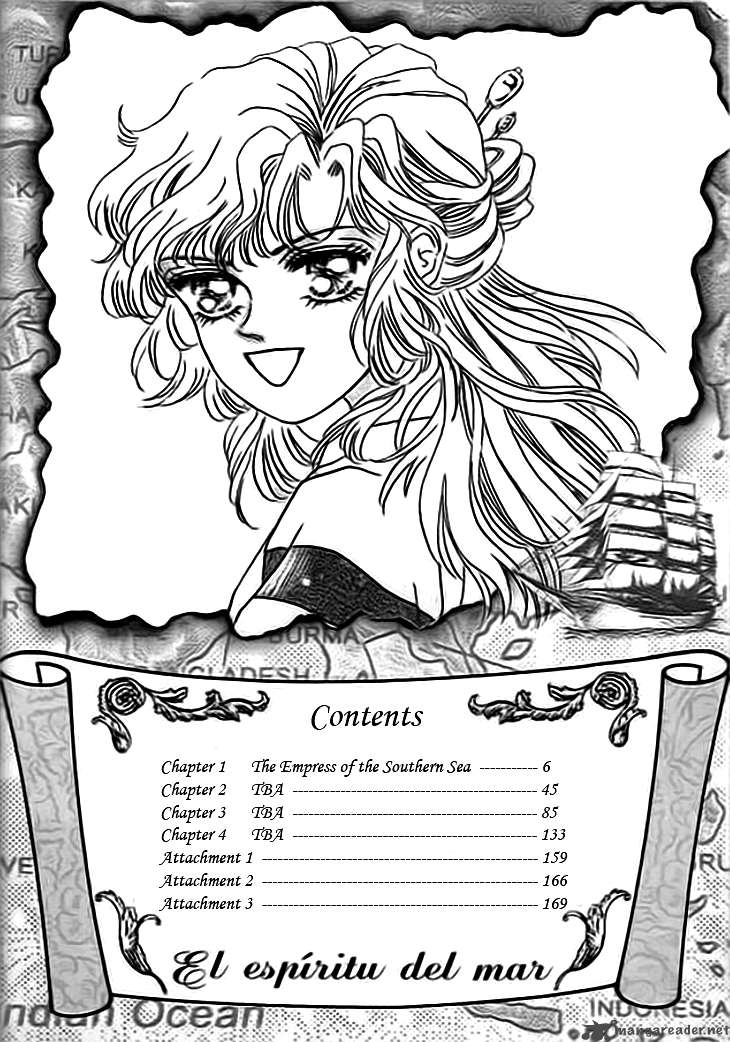 BURMA
Contents
Chapter 1 The Empress of the Southern Sea ----------- 6
Chapter 2 TBA ---------------------------------------------- 45
Chapter 3 TBA ---------------------------------------------- 85
Chapter 4 TBA ---------------------------------------------- 133
Attachment 1 ---------------------------------------------------- 159
Attachment 2 ---------------------------------------------------- 166
Attachment 3 ---------------------------------------------------- 169
El espíritu del mar
Ocean
INDONESIA
mangareader.net